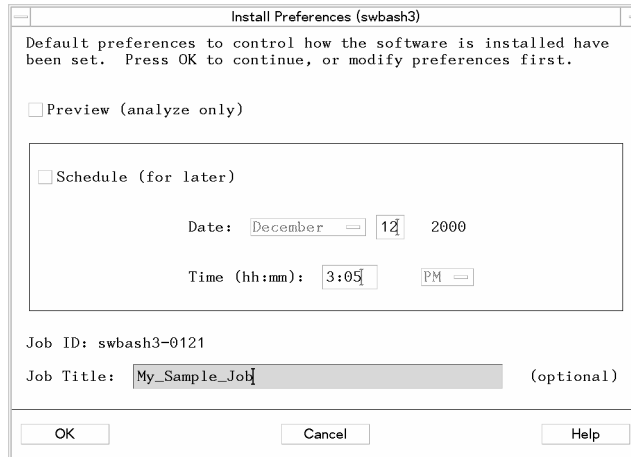 Install Preferences (swbash3)
Default preferences to control how the software is installed have
been set. Press OK to continue, or modify preferences first.
Preview (analyze only)
Schedule (for later)
Date: December 12 2000
Time (hh:mm): 3:05 PM
Job ID: swbash3-0121
Job Title: My_Sample_Job (optional)
OK Cancel Help